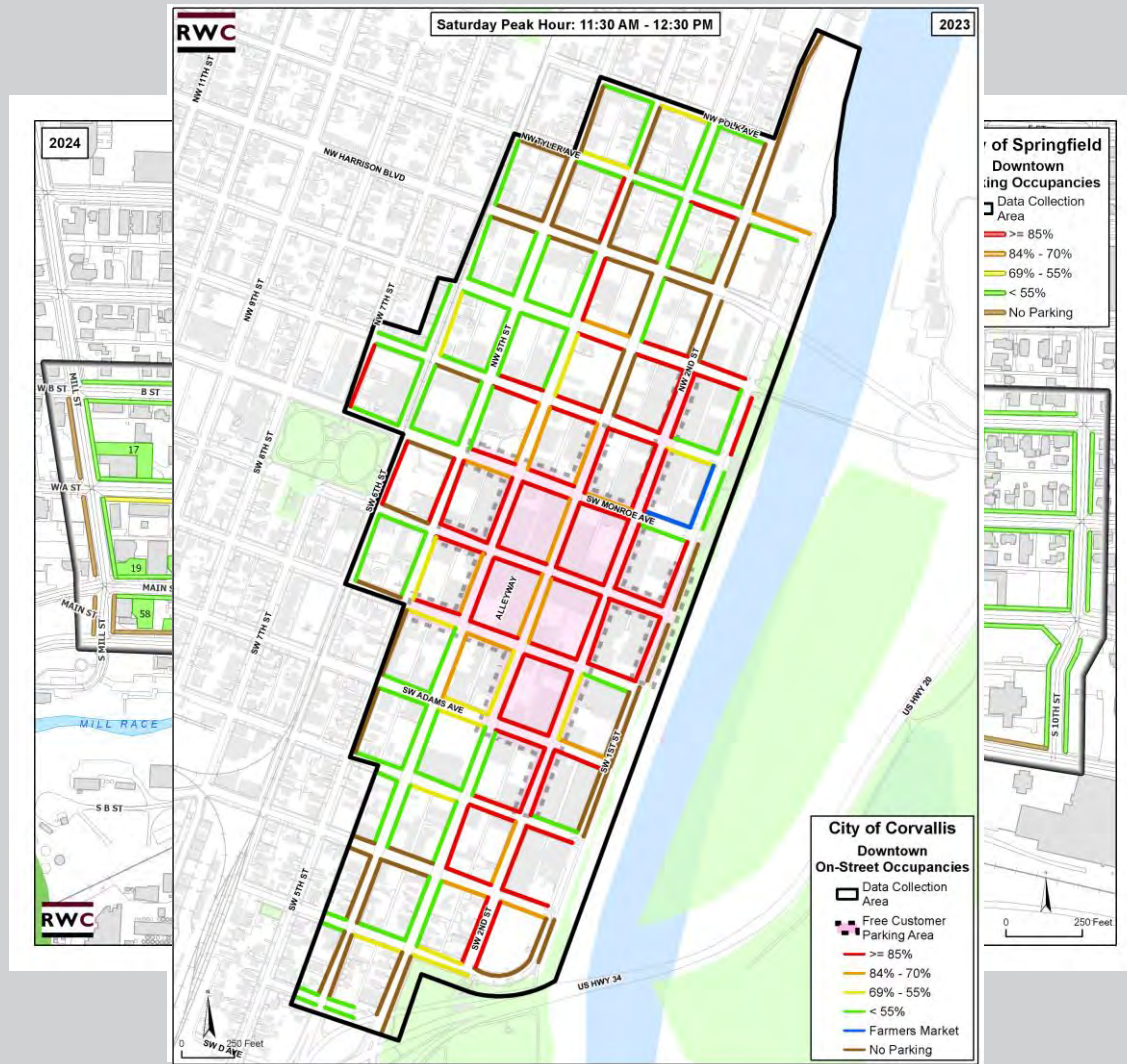 RWC
Saturday Peak Hour: 11:30 AM - 12:30 PM
2023
NW 11TH ST
NW POLK AVE
NW TYLER AVE
NW HARRISON BLVD
NW 9TH ST
NW 7TH ST
NW 5TH ST
NW 2ND ST
SW 8TH ST
SW 6TH ST
SW MONROE AVE
ALLEYWAY
SW 7TH ST
SW ADAMS AVE
SW 1ST ST
US HWY 20
SW 5TH ST
SW 2ND ST
US HWY 34
SW D AVE
0 250 Feet
City of Corvallis
Downtown
On-Street Occupancies
Data Collection
Area
Free Customer
Parking Area
>= 85%
84% - 70%
69% - 55%
< 55%
Farmers Market
No Parking
2024
W B ST
MILL ST
B ST
17
W A ST
19
MAIN S
MAIN ST
58
S MILL ST
MILL RACE
S B ST
RWC
y of Springfield
Downtown
king Occupancies
Data Collection
Area
>= 85%
84% - 70%
69% - 55%
< 55%
No Parking
S 10TH ST
0 250 Feet